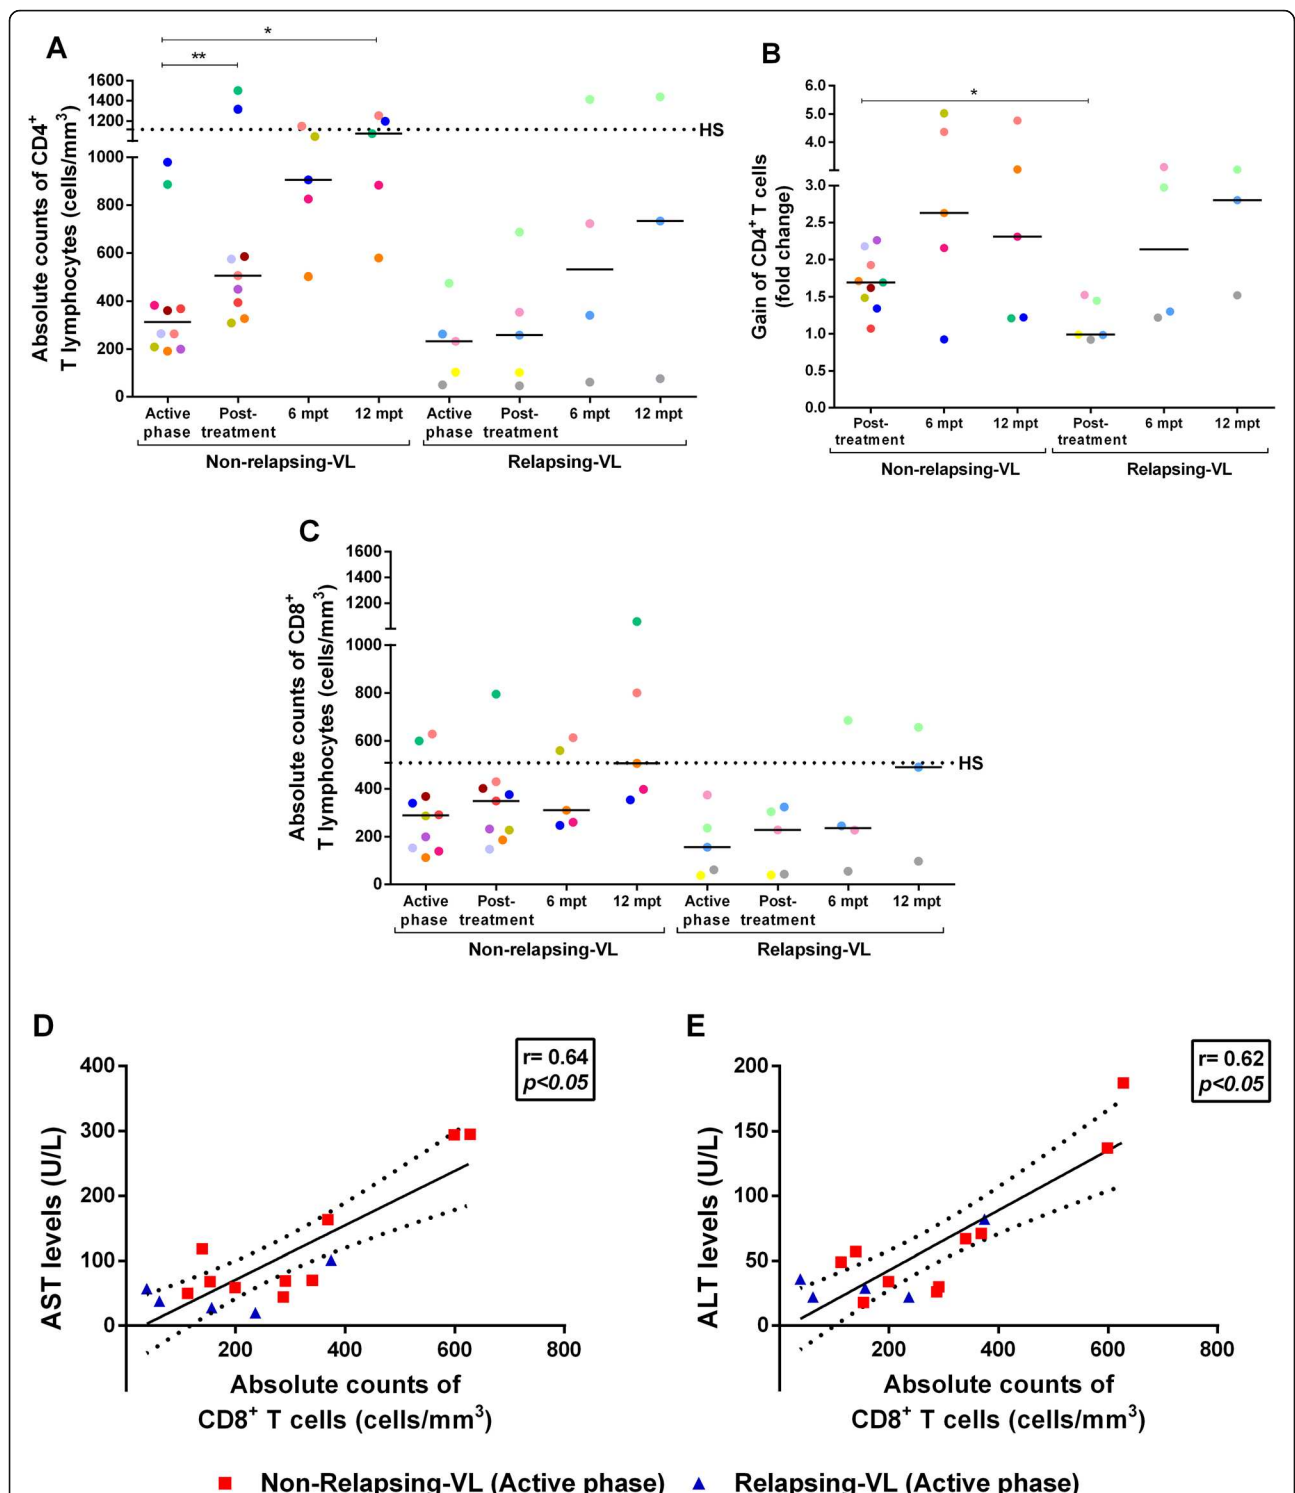 A
*
**
1600
1400
1200
1000
800
600
400
200
0
Absolute counts of CD4+
T lymphocytes (cells/mm3)
HS
Active phase
Post-treatment
6 mpt
12 mpt
Active phase
Post-treatment
6 mpt
12 mpt
Non-relapsing-VL
Relapsing-VL
B
*
6.0
5.0
4.0
3.0
2.5
2.0
1.5
1.0
0.5
0.0
Gain of CD4+ T cells
(fold change)
Post-treatment
6 mpt
12 mpt
Post-treatment
6 mpt
12 mpt
Non-relapsing-VL
Relapsing-VL
C
1600
1400
1200
1000
800
600
400
200
0
Absolute counts of CD8+
T lymphocytes (cells/mm3)
HS
Active phase
Post-treatment
6 mpt
12 mpt
Active phase
Post-treatment
6 mpt
12 mpt
Non-relapsing-VL
Relapsing-VL
D
r= 0.64
p<0.05
400
300
200
100
0
AST levels (U/L)
200 400 600 800
Absolute counts of
CD8+ T cells (cells/mm3)
E
r= 0.62
p<0.05
200
150
100
50
0
ALT levels (U/L)
200 400 600 800
Absolute counts of
CD8+ T cells (cells/mm3)
Non-Relapsing-VL (Active phase) Relapsing-VL (Active phase)